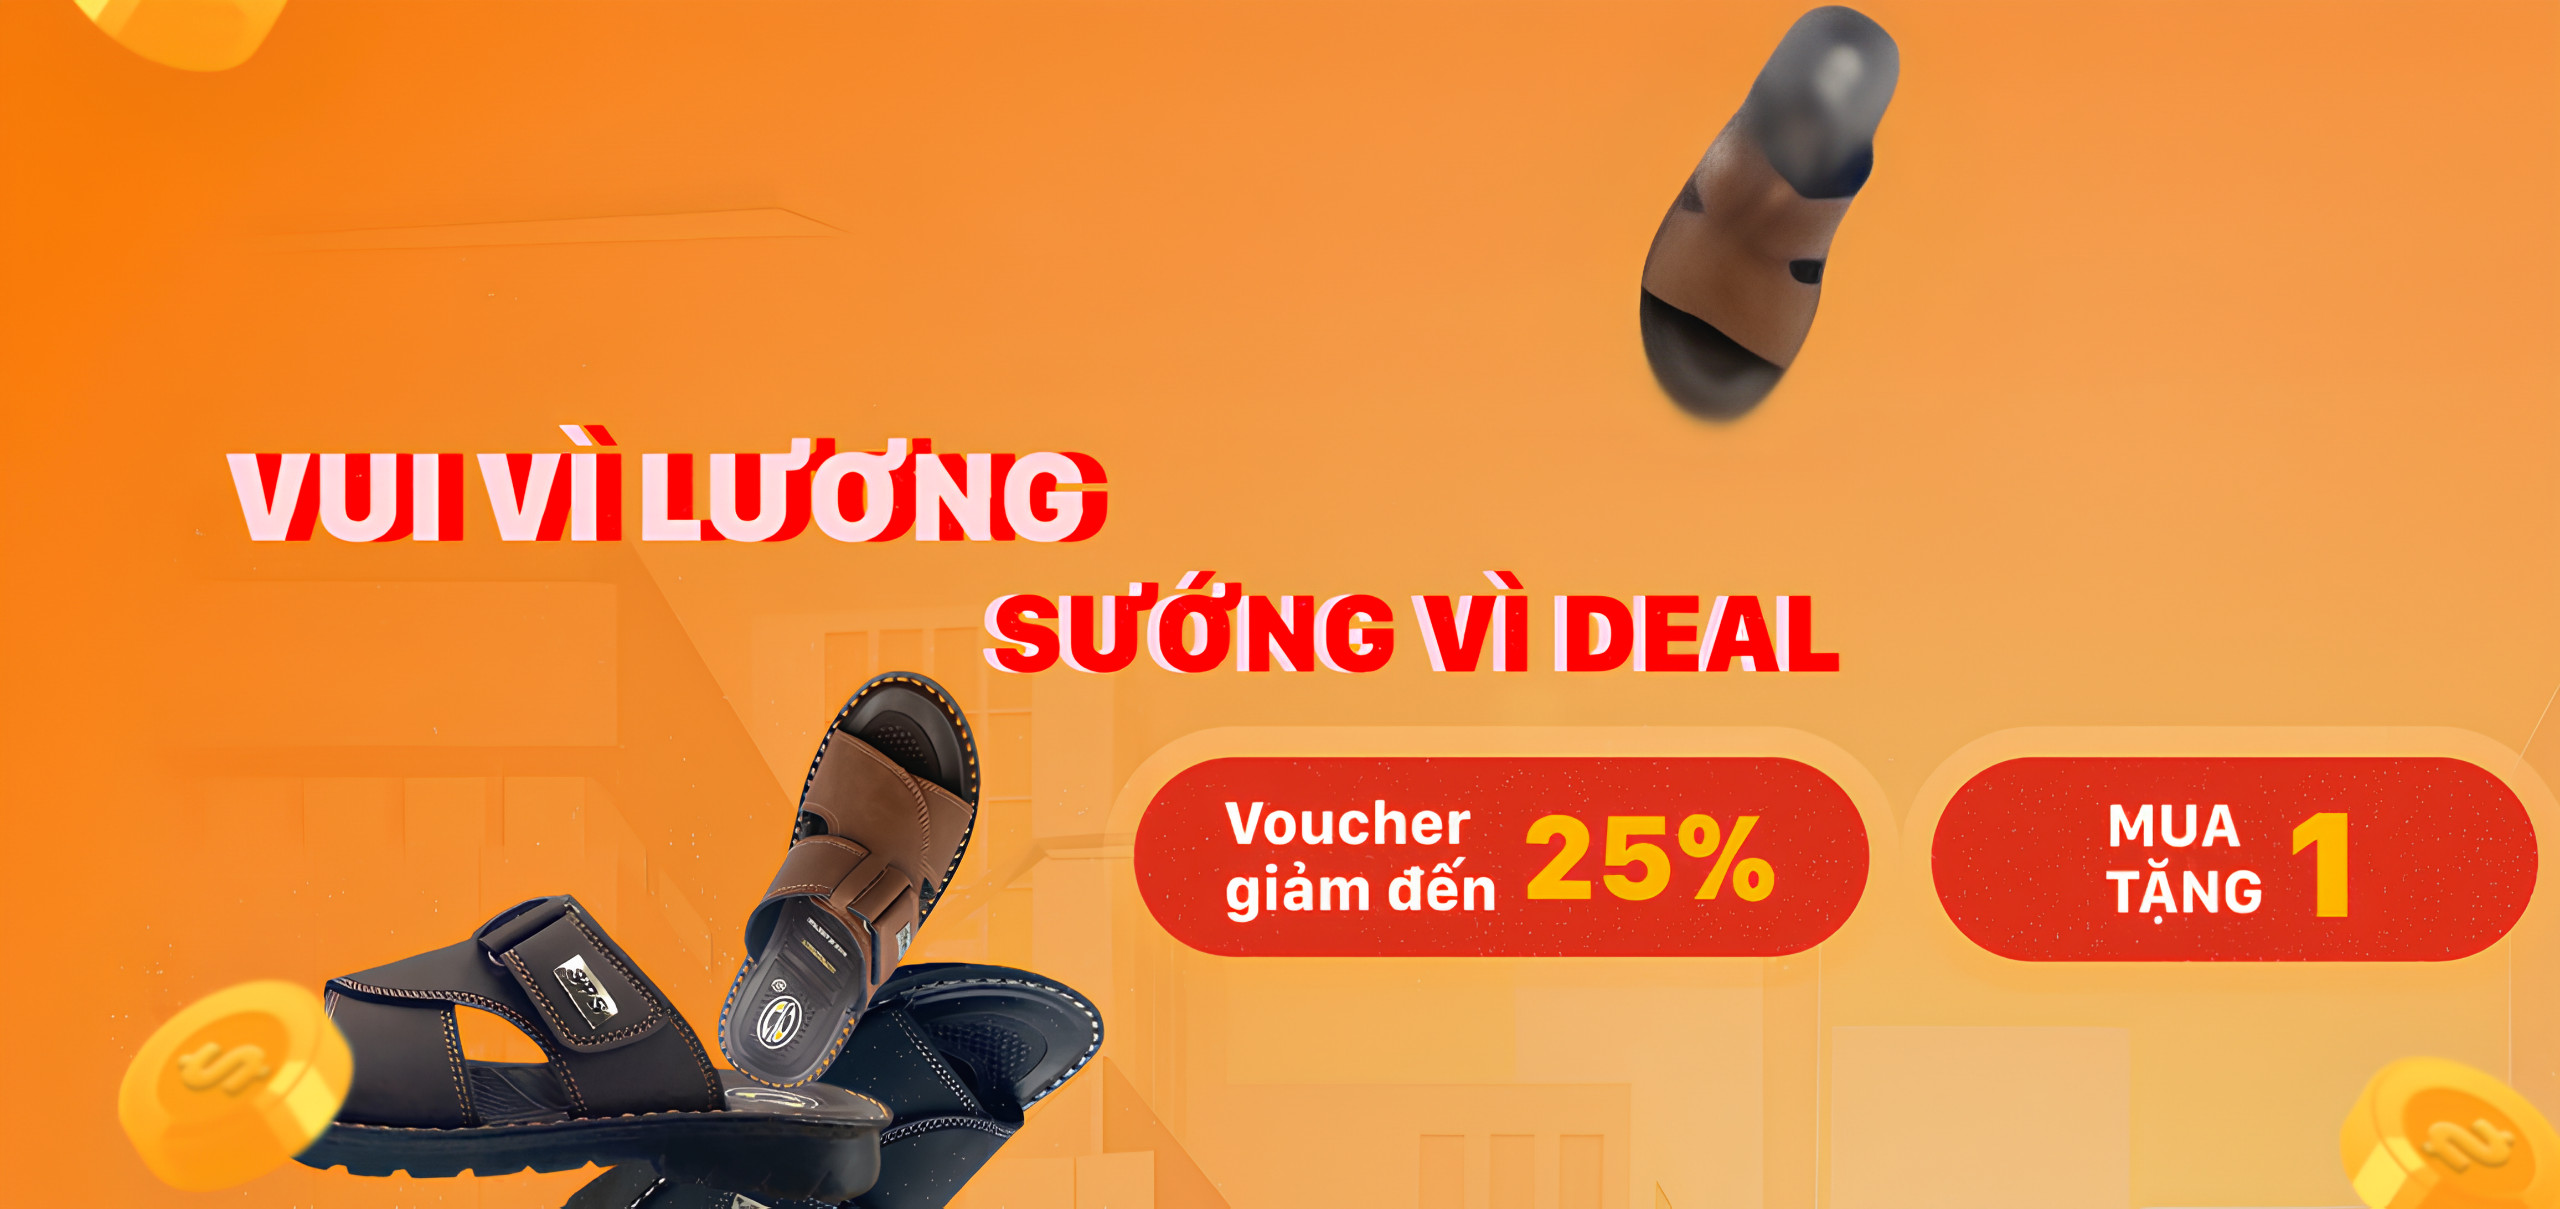 VUI VÌ LƯƠNG
SƯỚNG VÌ DEAL
Voucher
giảm đến
25%
MUA
TẶNG
1